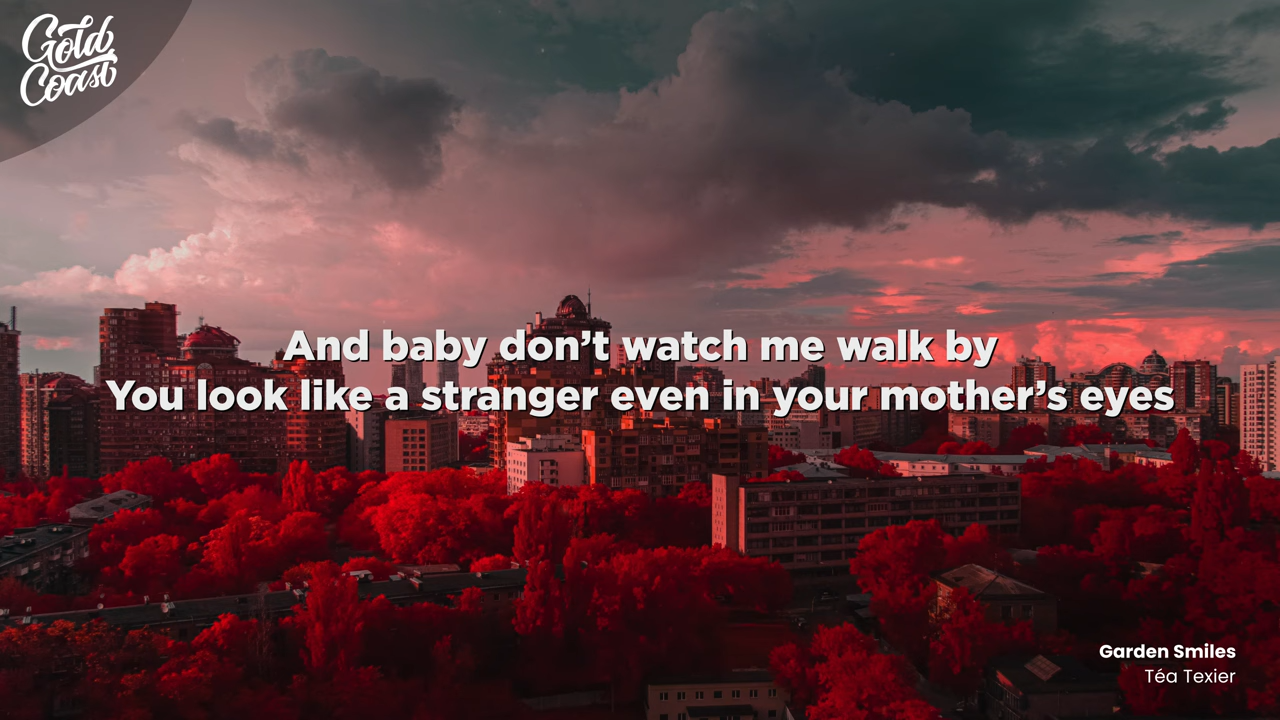 Gold
Coast
And baby don’t watch me walk by
You look like a stranger even in your mother’s eyes
Garden Smiles
Téa Texier